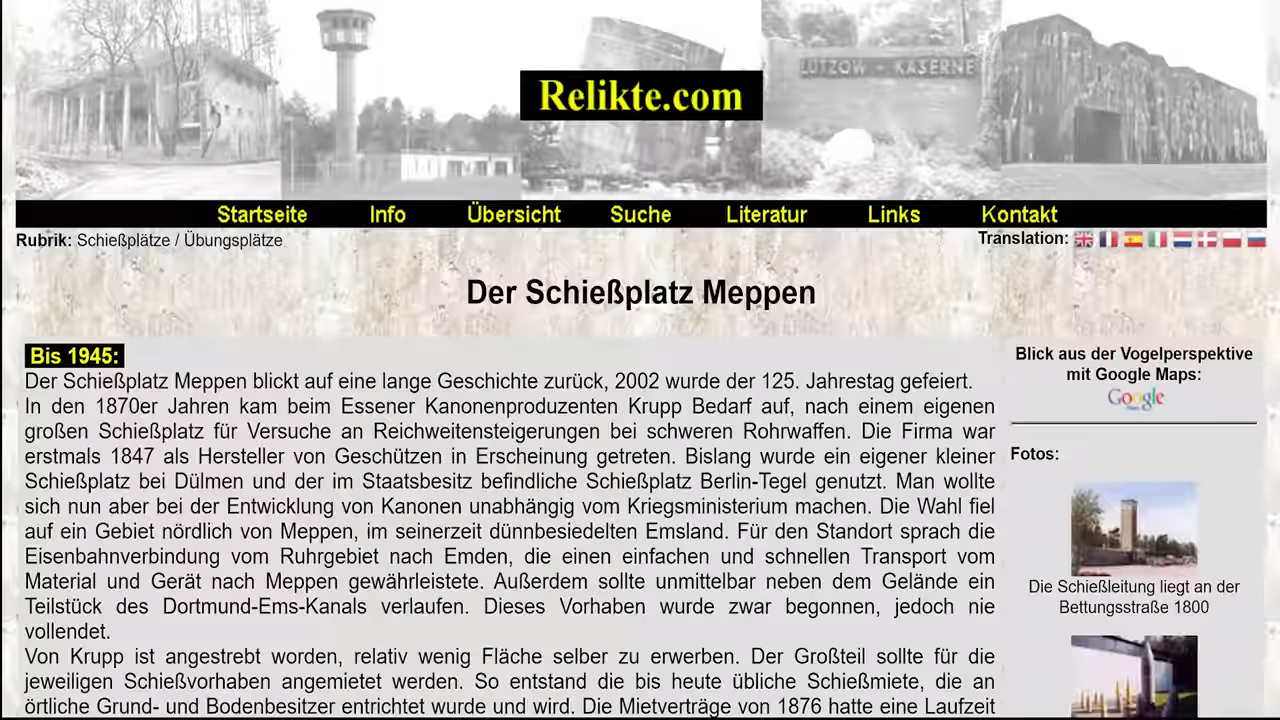 LÜTZOW - KASERNE
Relikte.com
Startseite Info Übersicht Suche Literatur Links Kontakt
Rubrik: Schießplätze / Übungsplätze
Translation:
Der Schießplatz Meppen
Bis 1945:
Der Schießplatz Meppen blickt auf eine lange Geschichte zurück, 2002 wurde der 125. Jahrestag gefeiert.
In den 1870er Jahren kam beim Essener Kanonenproduzenten Krupp Bedarf auf, nach einem eigenen
großen Schießplatz für Versuche an Reichweitensteigerungen bei schweren Rohrwaffen. Die Firma war
erstmals 1847 als Hersteller von Geschützen in Erscheinung getreten. Bislang wurde ein eigener kleiner
Schießplatz bei Dülmen und der im Staatsbesitz befindliche Schießplatz Berlin-Tegel genutzt. Man wollte
sich nun aber bei der Entwicklung von Kanonen unabhängig vom Kriegsministerium machen. Die Wahl fiel
auf ein Gebiet nördlich von Meppen, im seinerzeit dünnbesiedelten Emsland. Für den Standort sprach die
Eisenbahnverbindung vom Ruhrgebiet nach Emden, die einen einfachen und schnellen Transport vom
Material und Gerät nach Meppen gewährleistete. Außerdem sollte unmittelbar neben dem Gelände ein
Teilstück des Dortmund-Ems-Kanals verlaufen. Dieses Vorhaben wurde zwar begonnen, jedoch nie
vollendet.
Von Krupp ist angestrebt worden, relativ wenig Fläche selber zu erwerben. Der Großteil sollte für die
jeweiligen Schießvorhaben angemietet werden. So entstand die bis heute übliche Schießmiete, die an
örtliche Grund- und Bodenbesitzer entrichtet wurde und wird. Die Mietverträge von 1876 hatte eine Laufzeit
Blick aus der Vogelperspektive
mit Google Maps:
Google
Fotos:
Die Schießleitung liegt an der
Bettungsstraße 1800